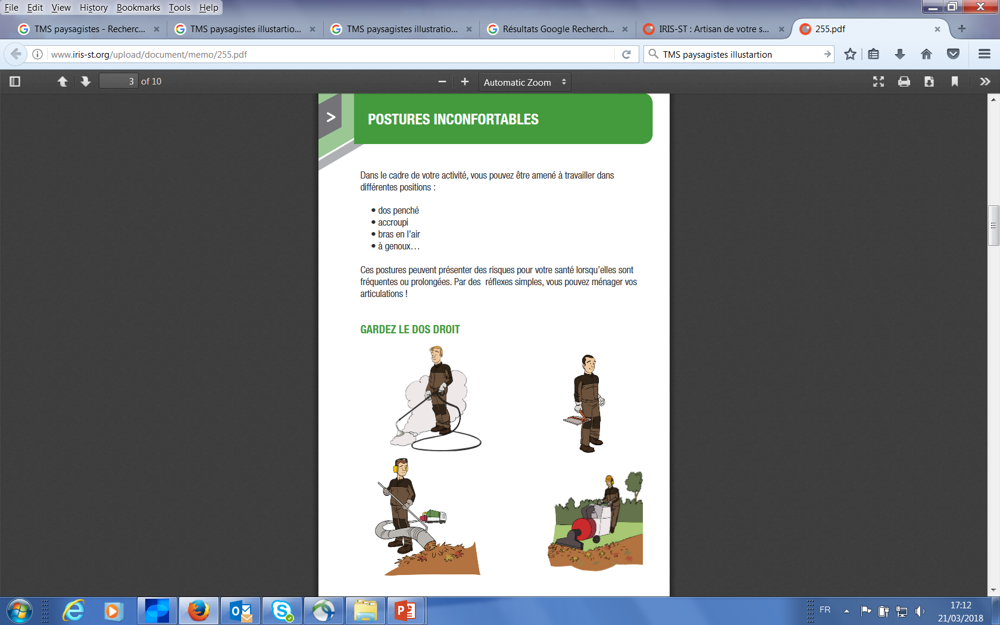 File Edit View History Bookmarks Tools Help
TMS paysagistes - Recherc...
TMS paysagistes illustartio...
TMS paysagistes illustratio...
Résultats Google Recherch...
IRIS-ST : Artisan de votre s...
255.pdf
www.iris-st.org/upload/document/memo/255.pdf
TMS paysagistes illustartion
3 of 10
Automatic Zoom
> POSTURES INCONFORTABLES
Dans le cadre de votre activité, vous pouvez être amené à travailler dans
différentes positions :
• dos penché
• accroupi
• bras en l'air
• à genoux…
Ces postures peuvent présenter des risques pour votre santé lorsqu'elles sont
fréquentes ou prolongées. Par des réflexes simples, vous pouvez ménager vos
articulations !
GARDEZ LE DOS DROIT
FR
17:12
21/03/2018